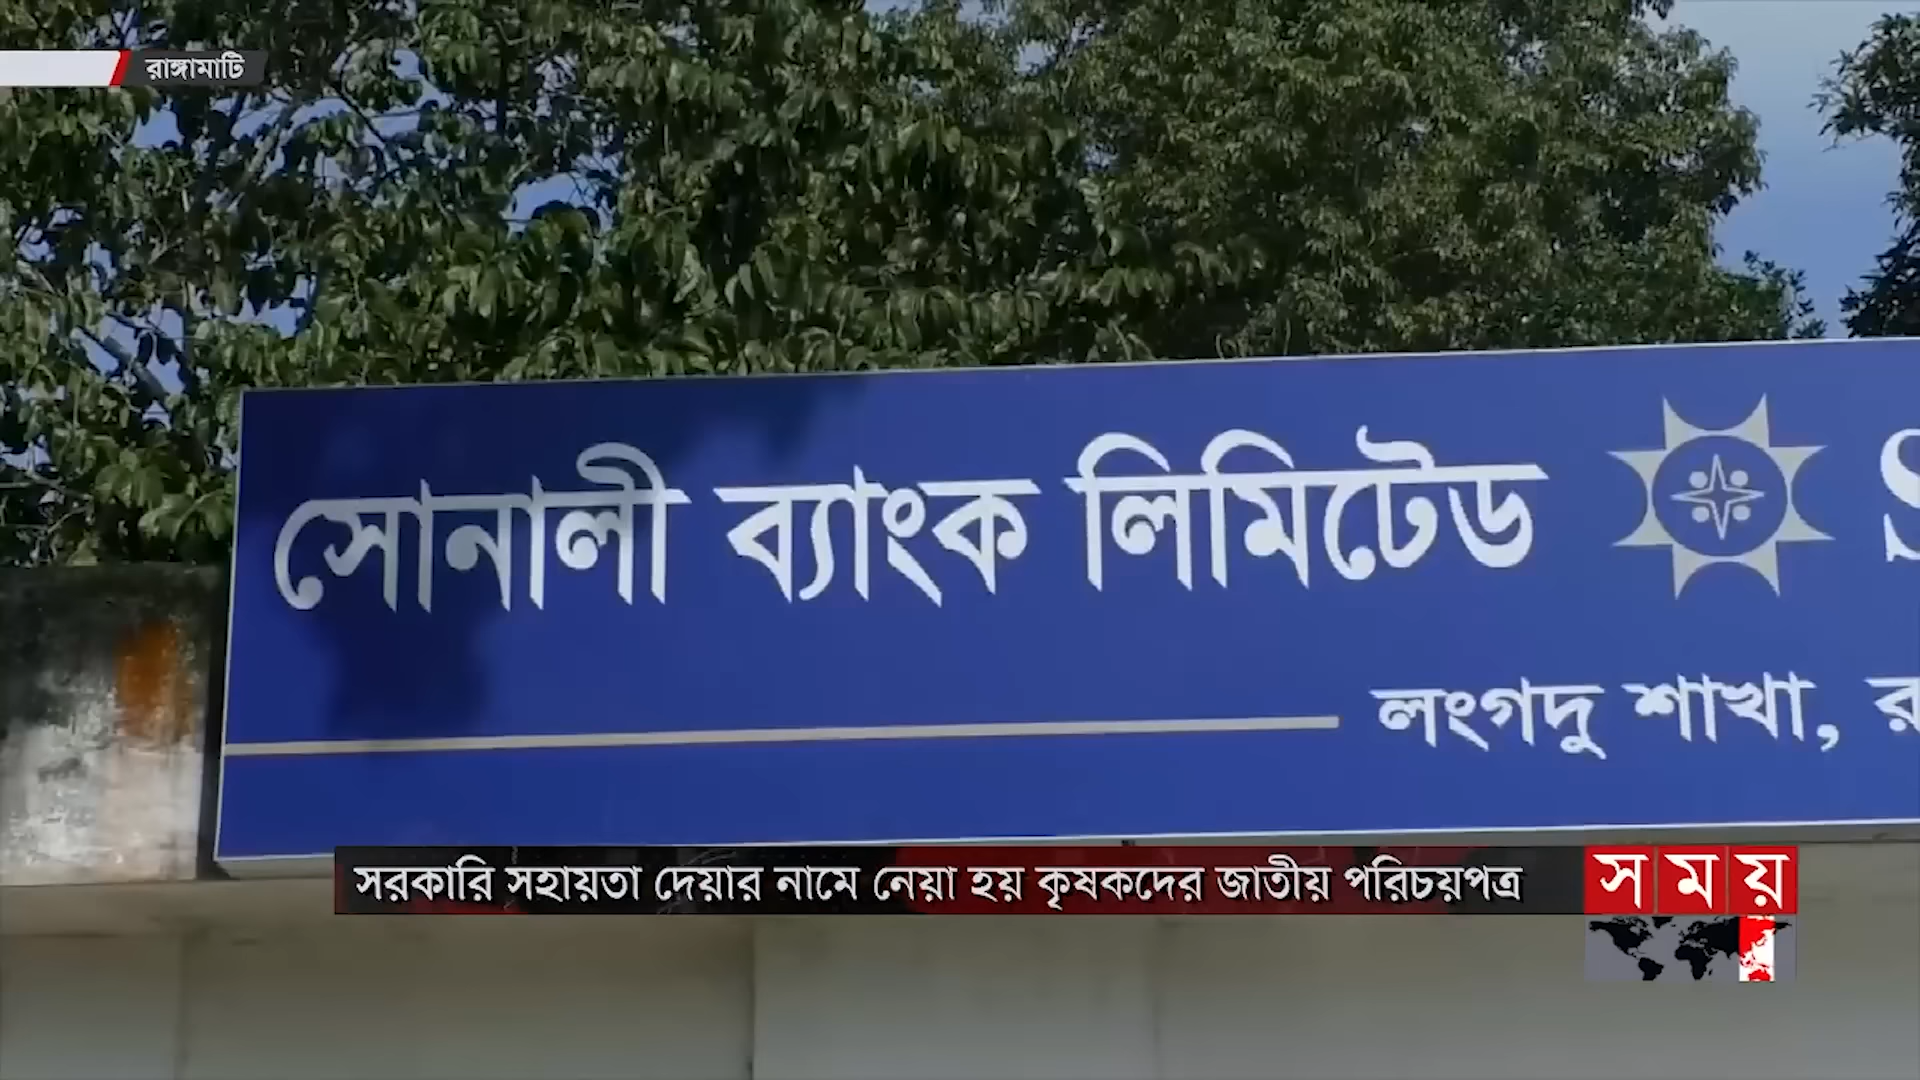 রাঙ্গামাটি
সোনালী ব্যাংক লিমিটেড S
লংগদু শাখা, র
সরকারি সহায়তা দেয়ার নামে নেয়া হয় কৃষকদের জাতীয় পরিচয়পত্র
সময়